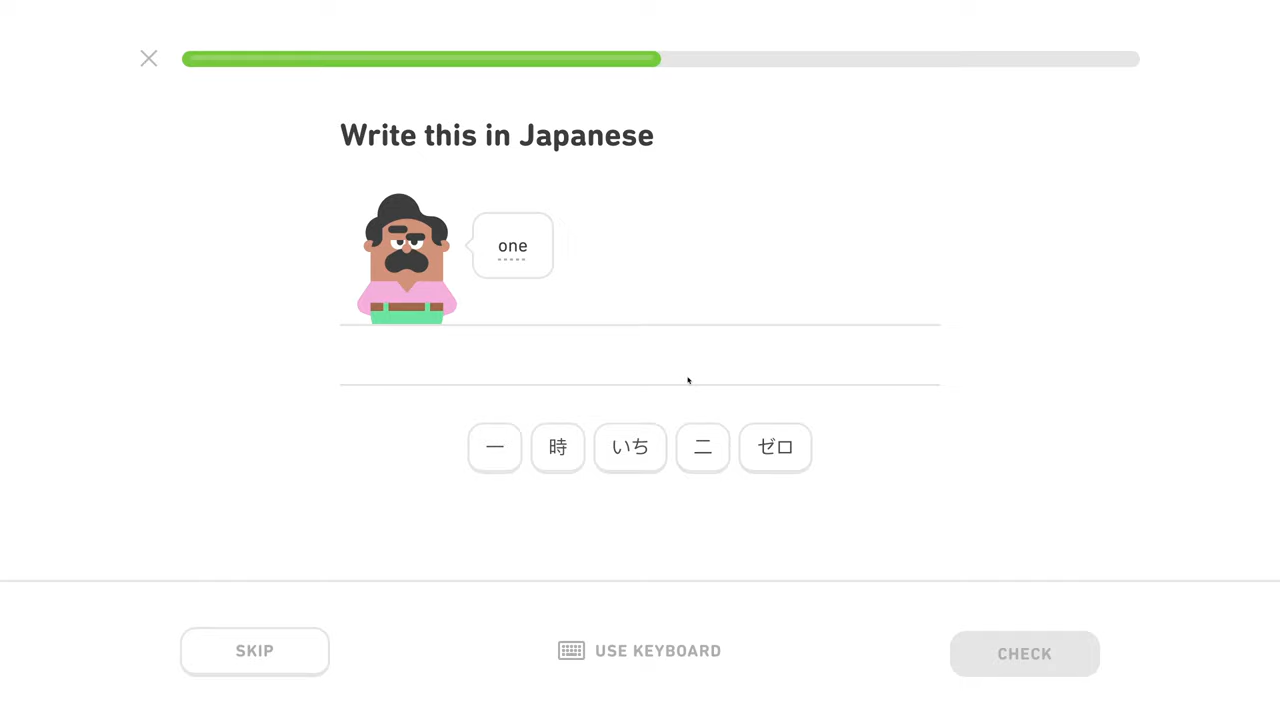 Write this in Japanese
one
一 時 いち 二 ゼロ
SKIP USE KEYBOARD CHECK